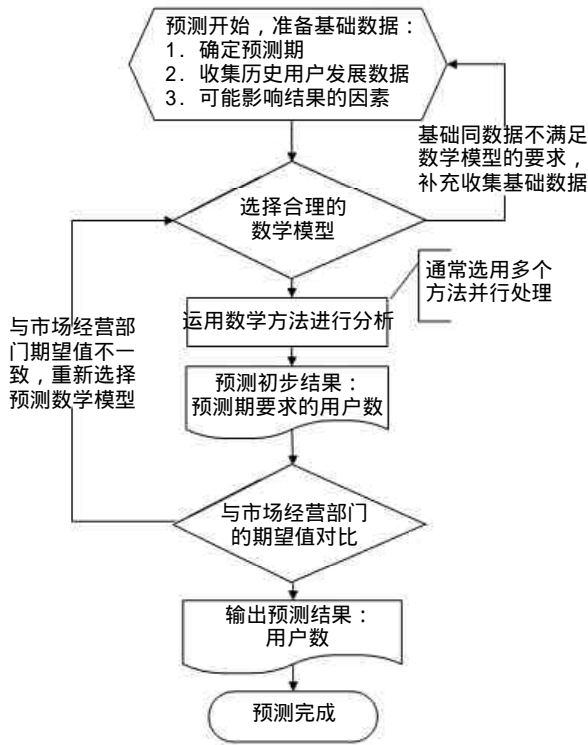 预测开始，准备基础数据：
1. 确定预测期
2. 收集历史用户发展数据
3. 可能影响结果的因素
基础同数据不满足
数学模型的要求，
补充收集基础数据
选择合理的
数学模型
通常选用多个
方法并行处理
运用数学方法进行分析
与市场经营部
门期望值不一
致，重新选择
预测数学模型
预测初步结果：
预测期要求的用户数
与市场经营部门
的期望值对比
输出预测结果：
用户数
预测完成